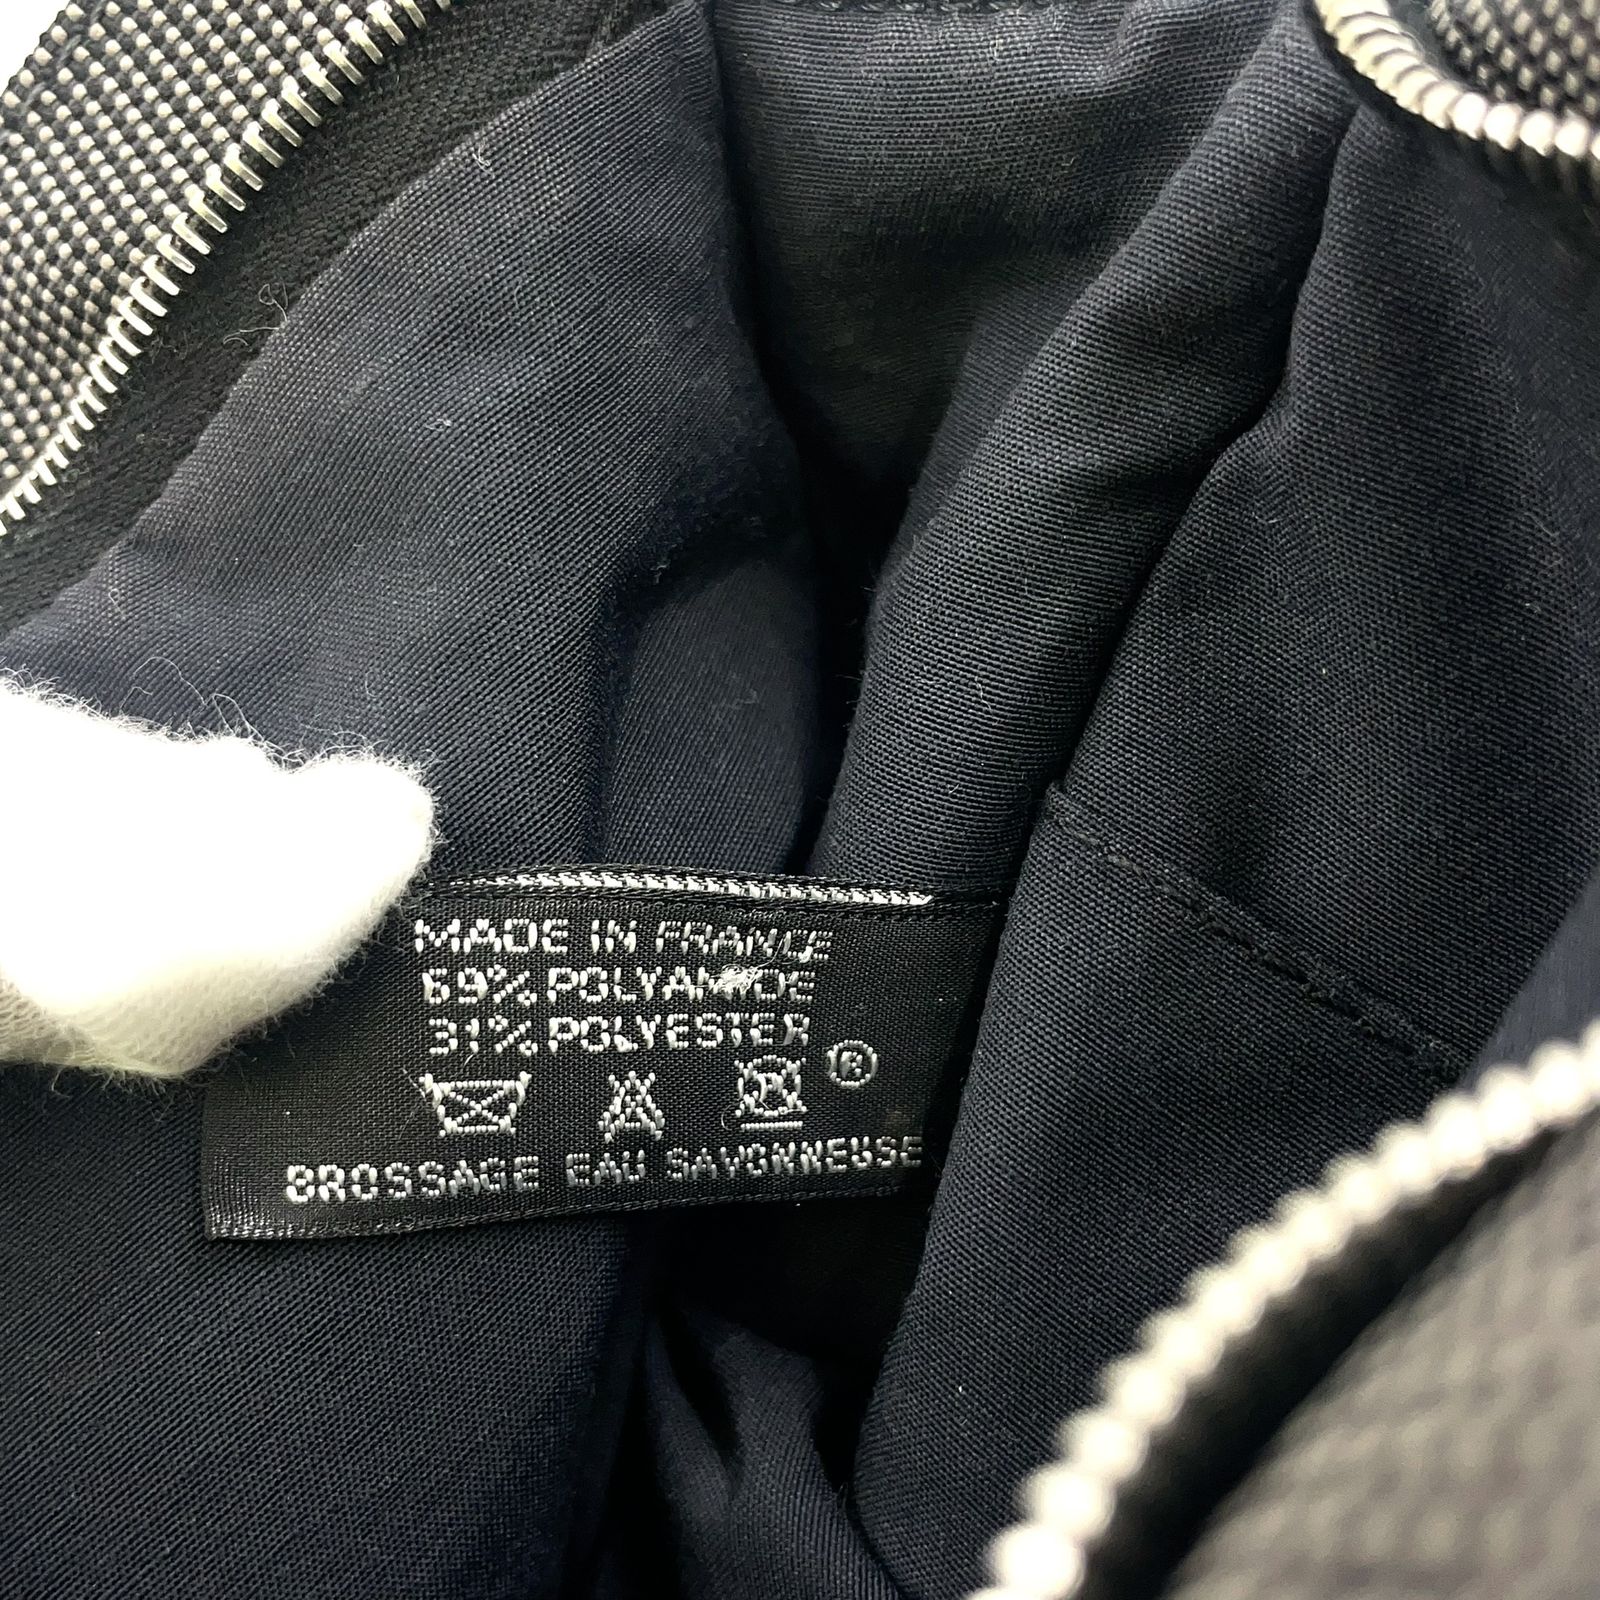 MADE IN FRANCE
69% POLYAMIDE
31% POLYESTER
®
BROSSAGE EAU SAVONNEUSE